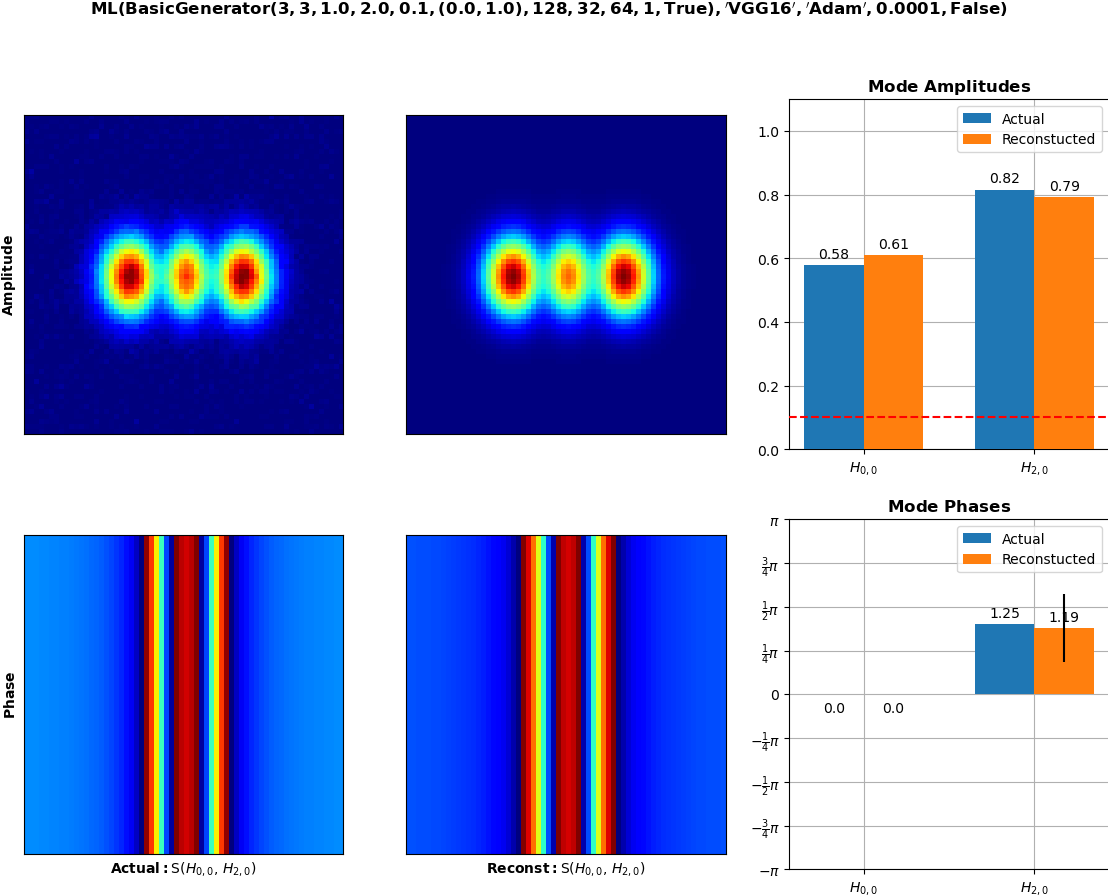 ML(BasicGenerator(3, 3, 1.0, 2.0, 0.1, (0.0, 1.0), 128, 32, 64, 1, True), ′VGG16′, ′Adam′, 0.0001, False)
Amplitude
Mode Amplitudes
Actual
Reconstucted
1.0
0.8
0.6
0.4
0.2
0.0
0.58
0.61
0.82
0.79
H0, 0
H2, 0
Phase
Actual: S(H0, 0, H2, 0)
Reconst: S(H0, 0, H2, 0)
Mode Phases
Actual
Reconstucted
π
3/4π
1/2π
1/4π
0
−1/4π
−1/2π
−3/4π
−π
0.0
0.0
1.25
1.19
H0, 0
H2, 0